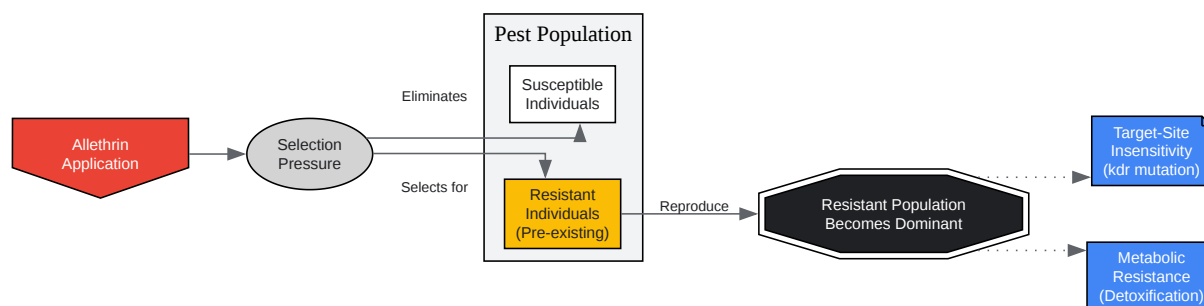 Pest Population
Susceptible
Individuals
Eliminates
Allethrin
Application
Selection
Pressure
Selects for
Resistant
Individuals
(Pre-existing)
Reproduce
Resistant Population
Becomes Dominant
Target-Site
Insensitivity
(kdr mutation)
Metabolic
Resistance
(Detoxification)